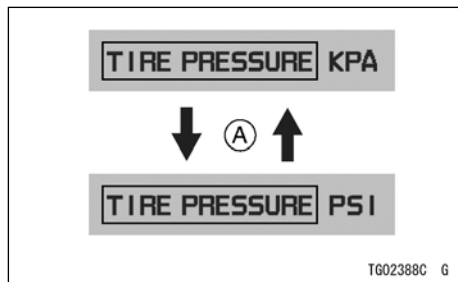 TIRE PRESSURE KPA
A
TIRE PRESSURE PSI
TG02388C G